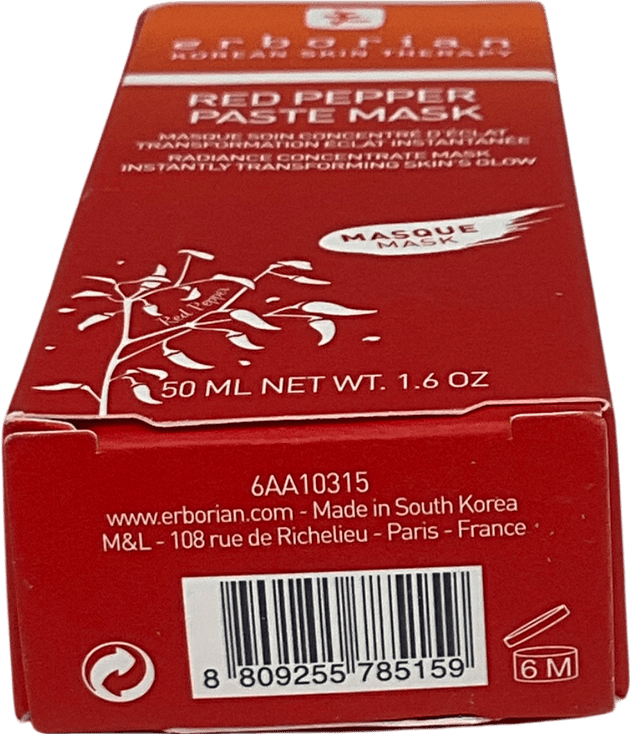 erborian
KOREAN SKIN THERAPY
RED PEPPER
PASTE MASK
MASQUE SOIN CONCENTRÉ D'ÉCLAT
TRANSFORMATION ÉCLAT INSTANTANÉE
RADIANCE CONCENTRATE MASK
INSTANTLY TRANSFORMING SKIN'S GLOW
MASQUE
MASK
Red Pepper
50 ML NET WT. 1.6 OZ
6AA10315
www.erborian.com - Made in South Korea
M&L - 108 rue de Richelieu - Paris - France
8 809255 785159
6 M